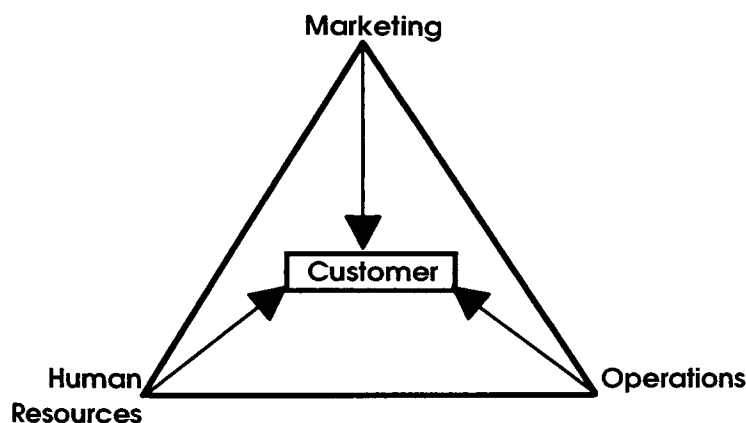 Marketing
Customer
Human
Resources
Operations